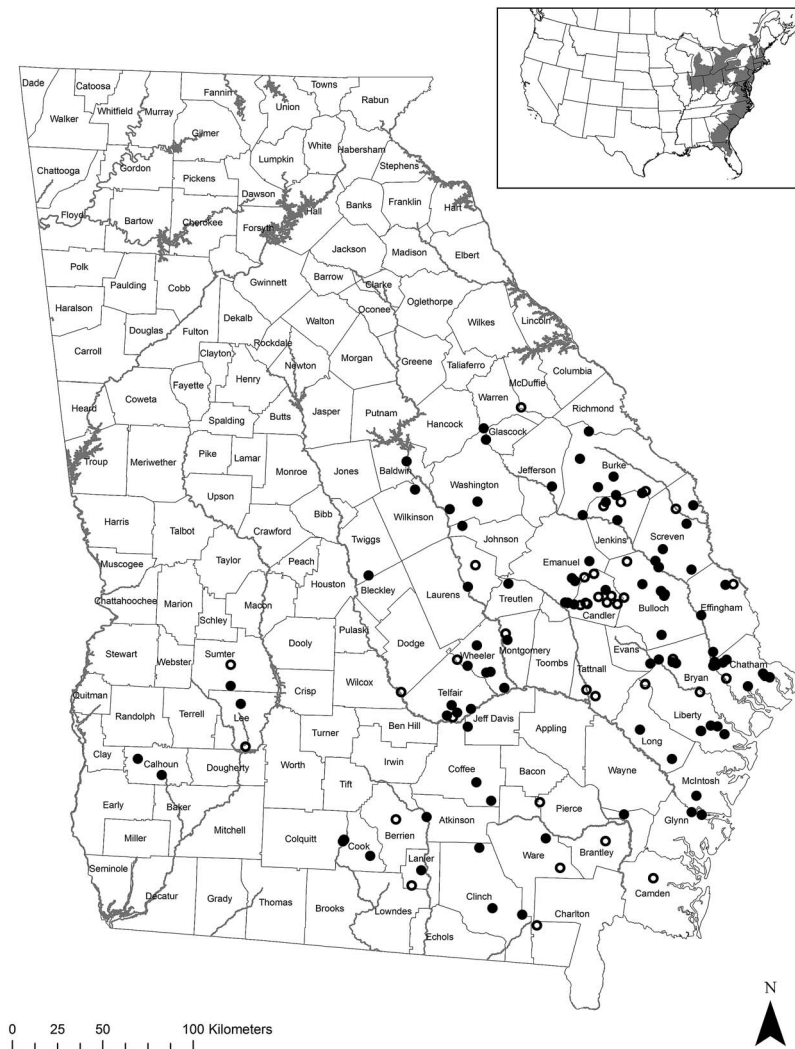 Dade
Catoosa
Whitfield
Murray
Fannin
Union
Towns
Rabun
Walker
Gilmer
Lumpkin
White
Habersham
Stephens
Chattooga
Gordon
Pickens
Dawson
Banks
Franklin
Hart
Floyd
Bartow
Cherokee
Forsyth
Hall
Jackson
Madison
Elbert
Polk
Paulding
Cobb
Gwinnett
Barrow
Clarke
Oconee
Oglethorpe
Wilkes
Lincoln
Haralson
Douglas
Fulton
Dekalb
Walton
Rockdale
Newton
Morgan
Greene
Taliaferro
McDuffie
Columbia
Carroll
Clayton
Henry
Warren
Richmond
Heard
Coweta
Fayette
Spalding
Butts
Jasper
Putnam
Hancock
Glascock
Troup
Meriwether
Pike
Lamar
Monroe
Jones
Baldwin
Washington
Jefferson
Burke
Upson
Harris
Talbot
Crawford
Bibb
Twiggs
Wilkinson
Johnson
Jenkins
Screven
Muscogee
Taylor
Peach
Houston
Bleckley
Laurens
Emanuel
Treutlen
Candler
Bulloch
Effingham
Chattahoochee
Marion
Schley
Macon
Dooly
Pulaski
Dodge
Wheeler
Montgomery
Toombs
Tattnall
Evans
Bryan
Chatham
Stewart
Webster
Sumter
Crisp
Wilcox
Telfair
Jeff Davis
Appling
Long
Liberty
Quitman
Randolph
Terrell
Lee
Turner
Ben Hill
Irwin
Coffee
Bacon
Wayne
McIntosh
Clay
Calhoun
Dougherty
Worth
Tift
Pierce
Glynn
Early
Baker
Mitchell
Colquitt
Cook
Berrien
Atkinson
Ware
Brantley
Miller
Lanier
Clinch
Camden
Seminole
Decatur
Grady
Thomas
Brooks
Lowndes
Echols
Charlton
N
0 25 50 100 Kilometers